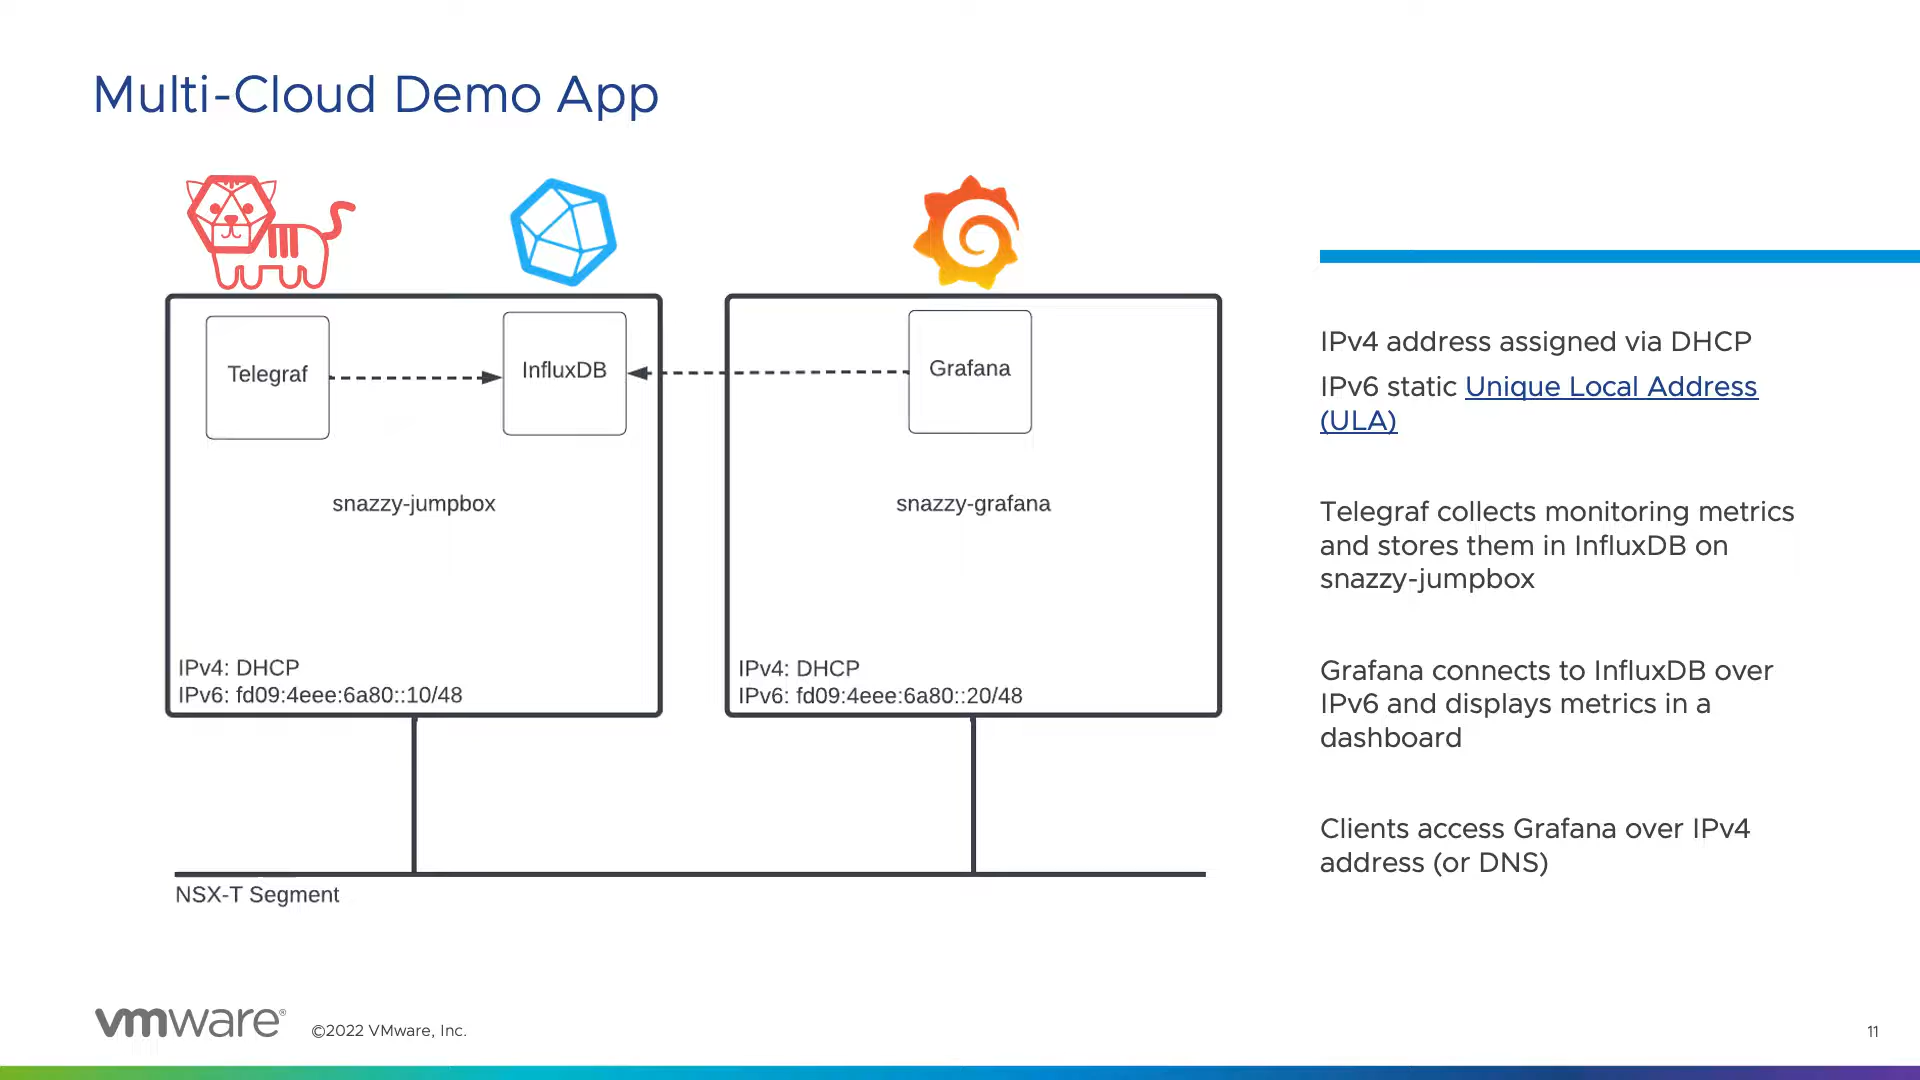 Multi-Cloud Demo App
Telegraf
InfluxDB
Grafana
snazzy-jumpbox
snazzy-grafana
IPv4: DHCP
IPv6: fd09:4eee:6a80::10/48
IPv4: DHCP
IPv6: fd09:4eee:6a80::20/48
NSX-T Segment
IPv4 address assigned via DHCP
IPv6 static Unique Local Address
(ULA)
Telegraf collects monitoring metrics
and stores them in InfluxDB on
snazzy-jumpbox
Grafana connects to InfluxDB over
IPv6 and displays metrics in a
dashboard
Clients access Grafana over IPv4
address (or DNS)
vmware®
©2022 VMware, Inc.
11